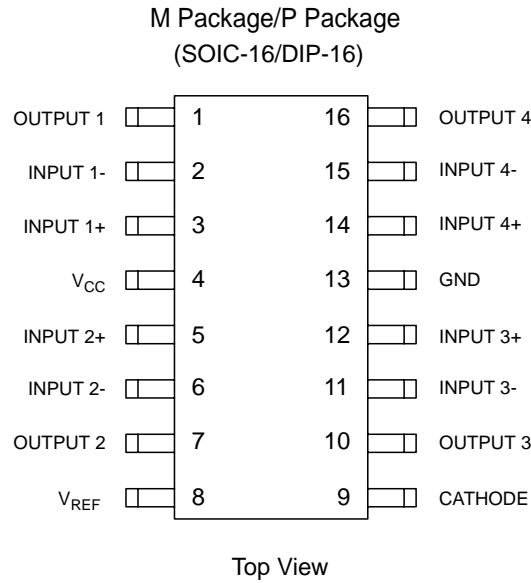 M Package/P Package
(SOIC-16/DIP-16)
OUTPUT 1 1 16 OUTPUT 4
INPUT 1- 2 15 INPUT 4-
INPUT 1+ 3 14 INPUT 4+
VCC 4 13 GND
INPUT 2+ 5 12 INPUT 3+
INPUT 2- 6 11 INPUT 3-
OUTPUT 2 7 10 OUTPUT 3
VREF 8 9 CATHODE
Top View